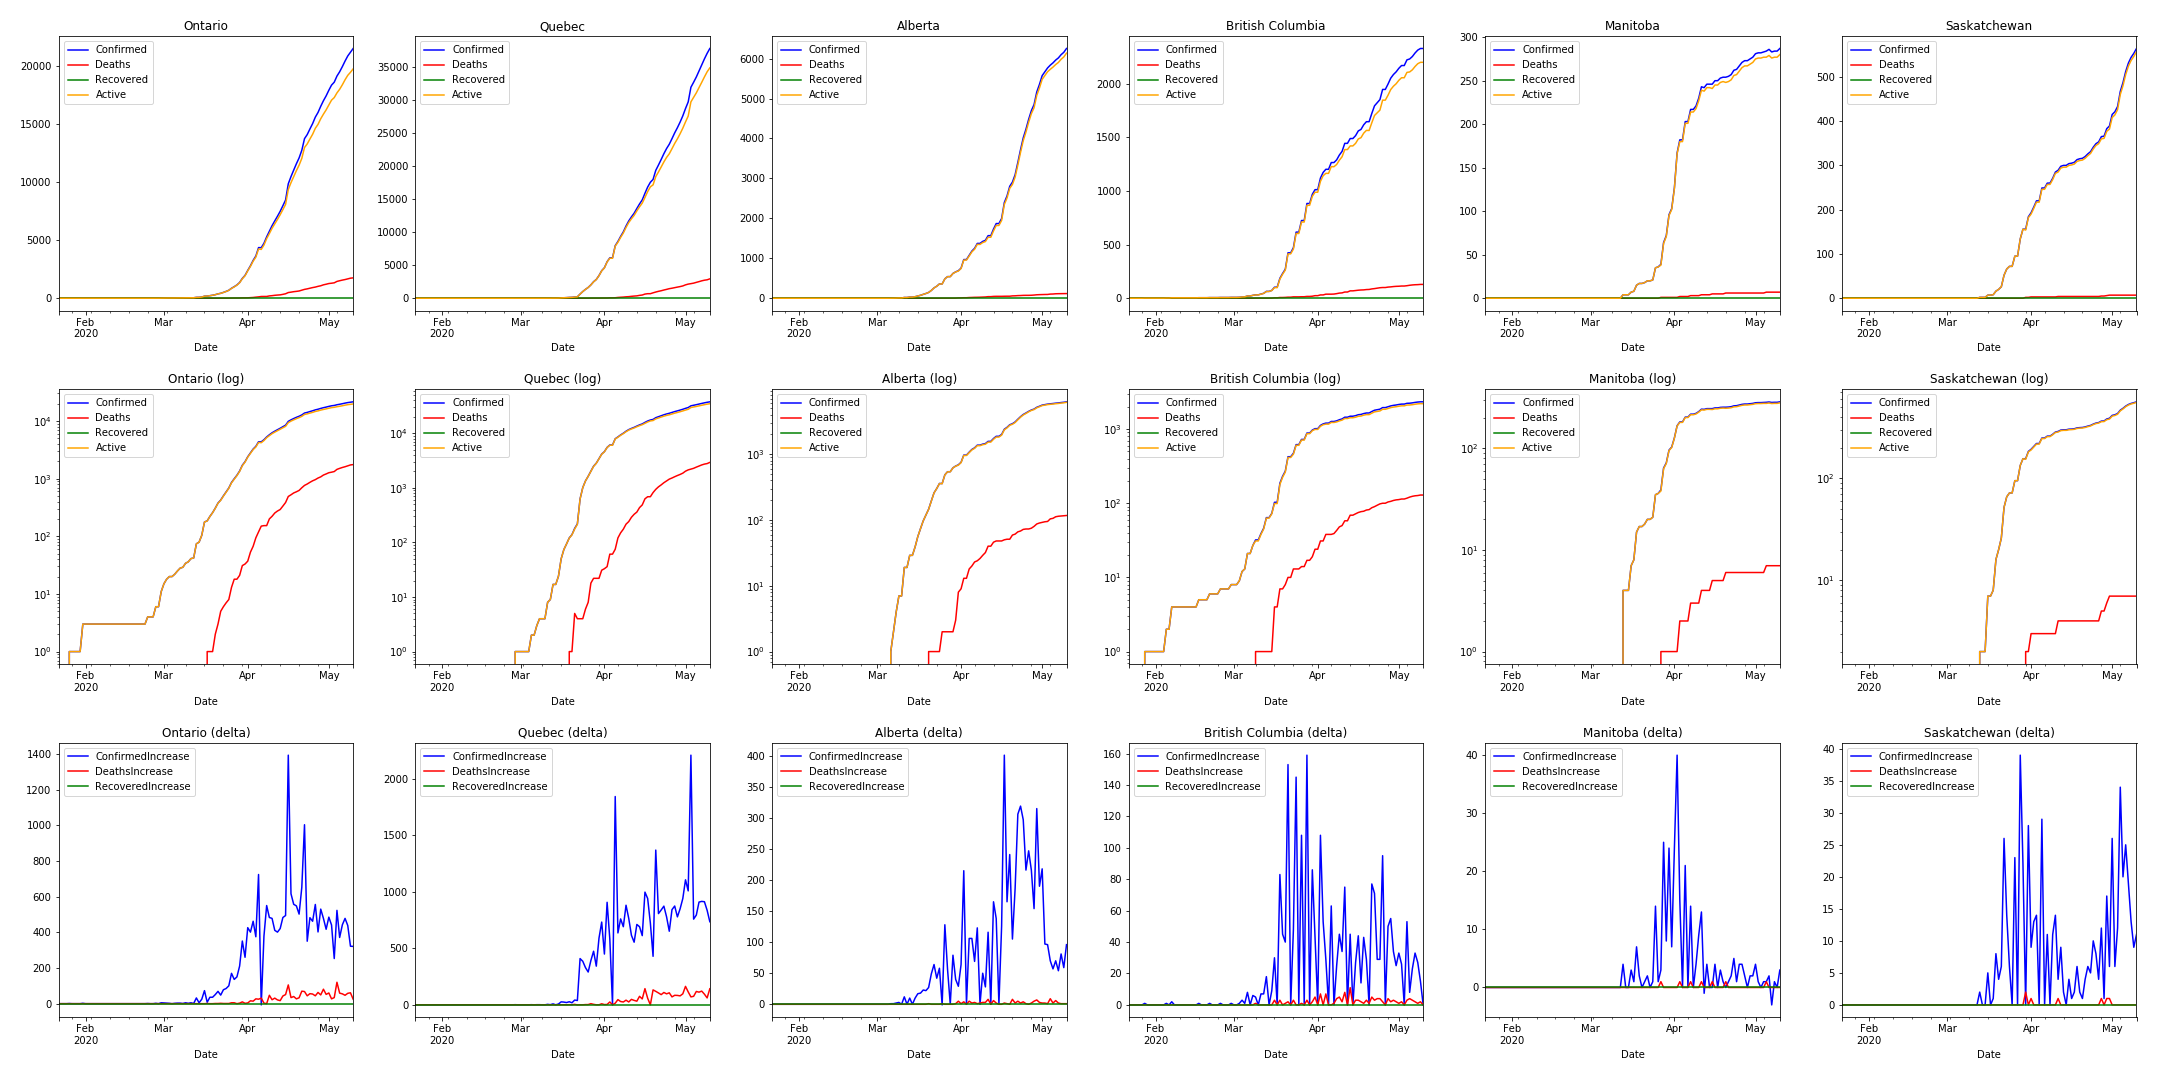 Ontario
20000
15000
10000
5000
0
Confirmed
Deaths
Recovered
Active
Feb
2020
Mar
Apr
May
Date
Quebec
35000
30000
25000
20000
15000
10000
5000
0
Confirmed
Deaths
Recovered
Active
Feb
2020
Mar
Apr
May
Date
Alberta
6000
5000
4000
3000
2000
1000
0
Confirmed
Deaths
Recovered
Active
Feb
2020
Mar
Apr
May
Date
British Columbia
2000
1500
1000
500
0
Confirmed
Deaths
Recovered
Active
Feb
2020
Mar
Apr
May
Date
Manitoba
300
250
200
150
100
50
0
Confirmed
Deaths
Recovered
Active
Feb
2020
Mar
Apr
May
Date
Saskatchewan
500
400
300
200
100
0
Confirmed
Deaths
Recovered
Active
Feb
2020
Mar
Apr
May
Date
Ontario (log)
10⁴
10³
10²
10¹
10⁰
Confirmed
Deaths
Recovered
Active
Feb
2020
Mar
Apr
May
Date
Quebec (log)
10⁴
10³
10²
10¹
10⁰
Confirmed
Deaths
Recovered
Active
Feb
2020
Mar
Apr
May
Date
Alberta (log)
10³
10²
10¹
10⁰
Confirmed
Deaths
Recovered
Active
Feb
2020
Mar
Apr
May
Date
British Columbia (log)
10³
10²
10¹
10⁰
Confirmed
Deaths
Recovered
Active
Feb
2020
Mar
Apr
May
Date
Manitoba (log)
10²
10¹
10⁰
Confirmed
Deaths
Recovered
Active
Feb
2020
Mar
Apr
May
Date
Saskatchewan (log)
10²
10¹
Confirmed
Deaths
Recovered
Active
Feb
2020
Mar
Apr
May
Date
Ontario (delta)
1400
1200
1000
800
600
400
200
0
ConfirmedIncrease
DeathsIncrease
RecoveredIncrease
Feb
2020
Mar
Apr
May
Date
Quebec (delta)
2000
1500
1000
500
0
ConfirmedIncrease
DeathsIncrease
RecoveredIncrease
Feb
2020
Mar
Apr
May
Date
Alberta (delta)
400
350
300
250
200
150
100
50
0
ConfirmedIncrease
DeathsIncrease
RecoveredIncrease
Feb
2020
Mar
Apr
May
Date
British Columbia (delta)
160
140
120
100
80
60
40
20
0
ConfirmedIncrease
DeathsIncrease
RecoveredIncrease
Feb
2020
Mar
Apr
May
Date
Manitoba (delta)
40
30
20
10
0
ConfirmedIncrease
DeathsIncrease
RecoveredIncrease
Feb
2020
Mar
Apr
May
Date
Saskatchewan (delta)
40
35
30
25
20
15
10
5
0
ConfirmedIncrease
DeathsIncrease
RecoveredIncrease
Feb
2020
Mar
Apr
May
Date